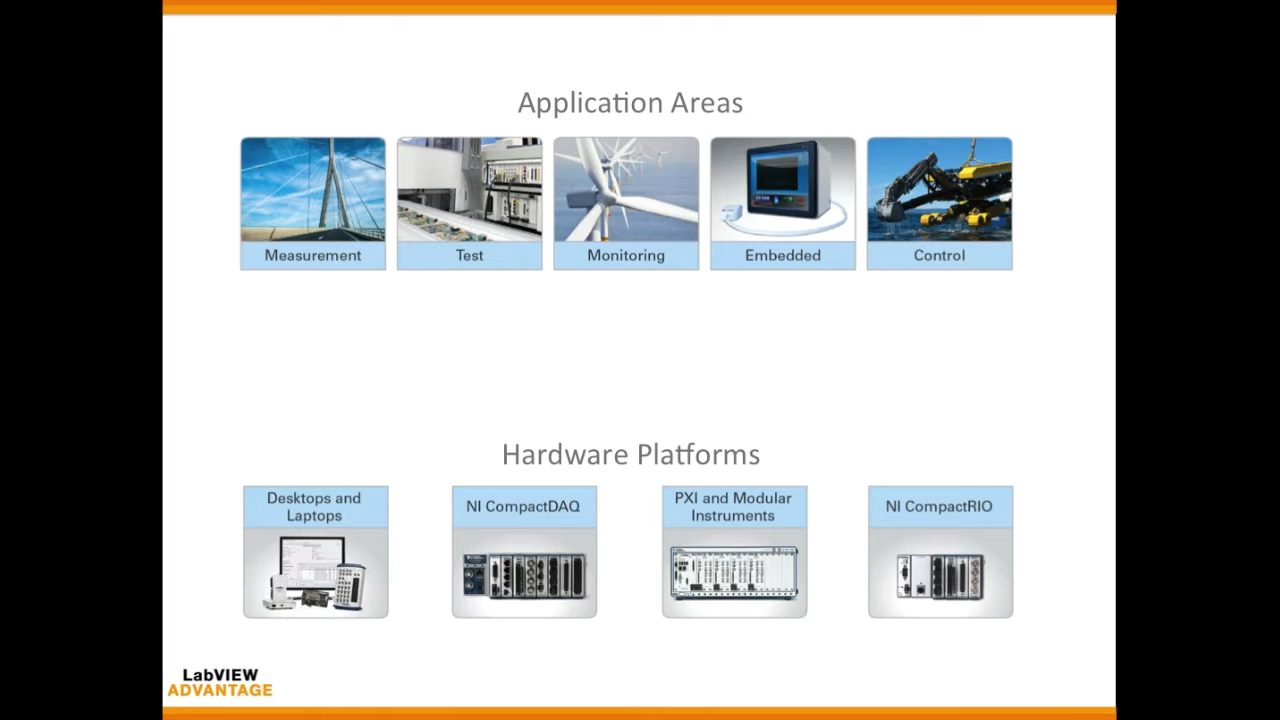 Application Areas
Measurement
Test
Monitoring
Embedded
Control
Hardware Platforms
Desktops and
Laptops
NI CompactDAQ
PXI and Modular
Instruments
NI CompactRIO
LabVIEW
ADVANTAGE